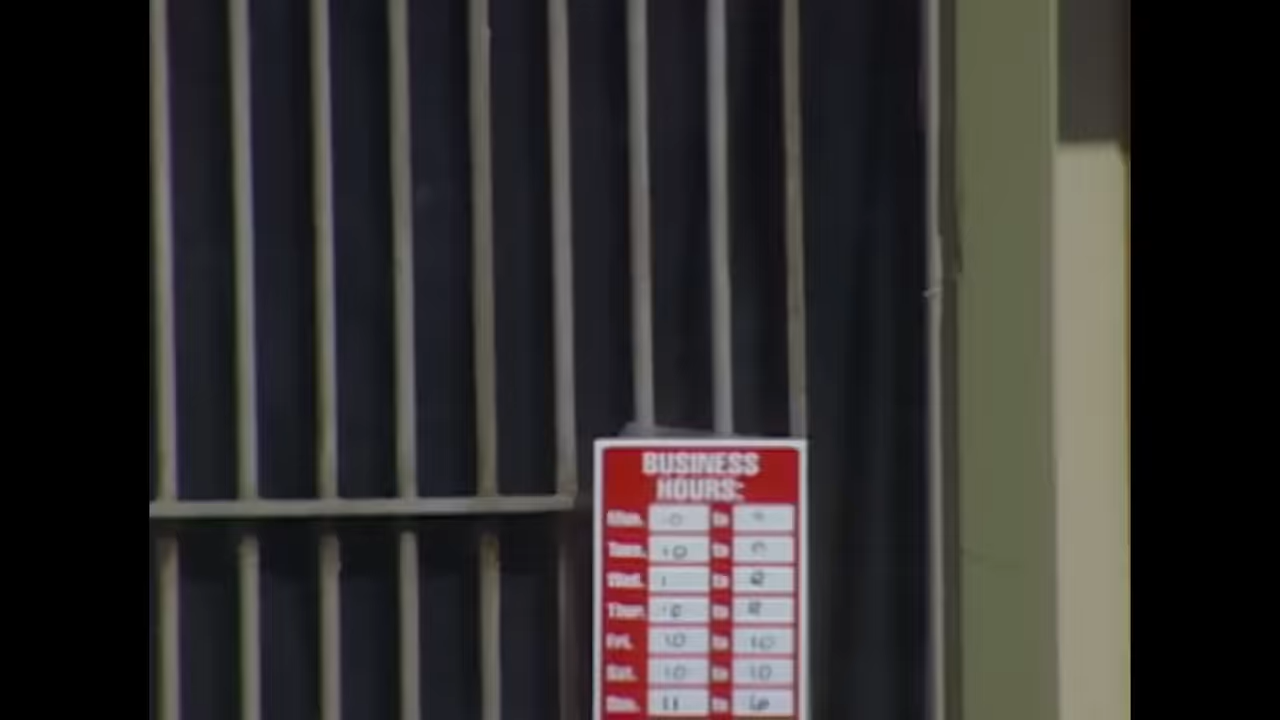 BUSINESS
HOURS:
Mon. to
Tues. 10 to
Wed. to
Thur. to
Fri. 10 to 10
Sat. 10 to 10
Sun. 11 to 6